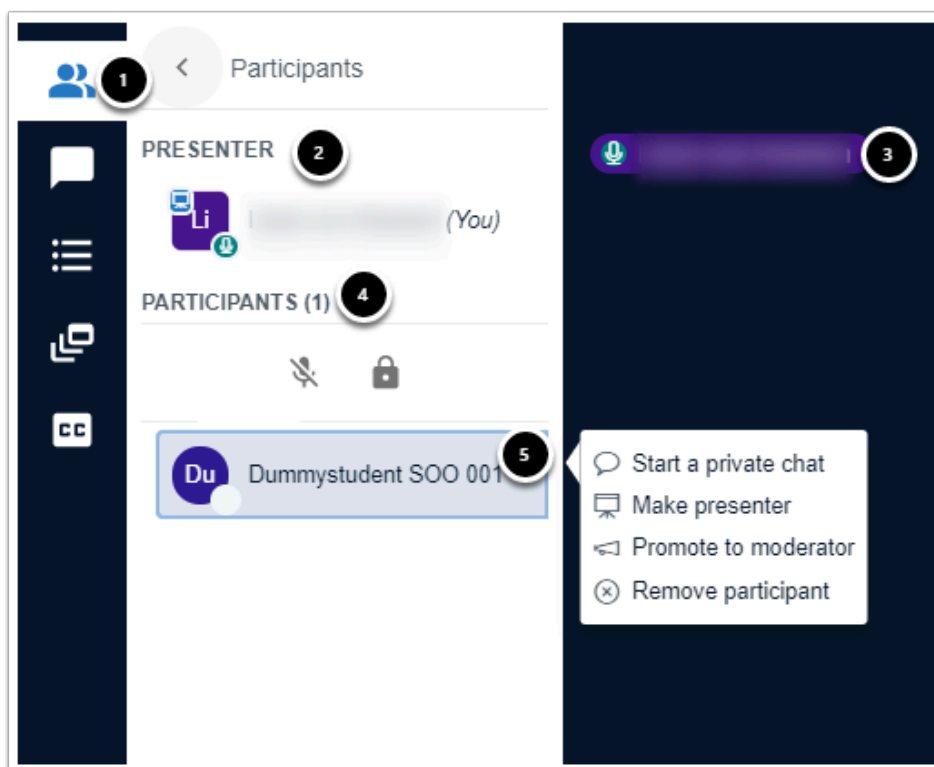 1
Participants
PRESENTER 2
3
Li (You)
PARTICIPANTS (1) 4
CC
Du Dummystudent SOO 001 5
Start a private chat
Make presenter
Promote to moderator
Remove participant